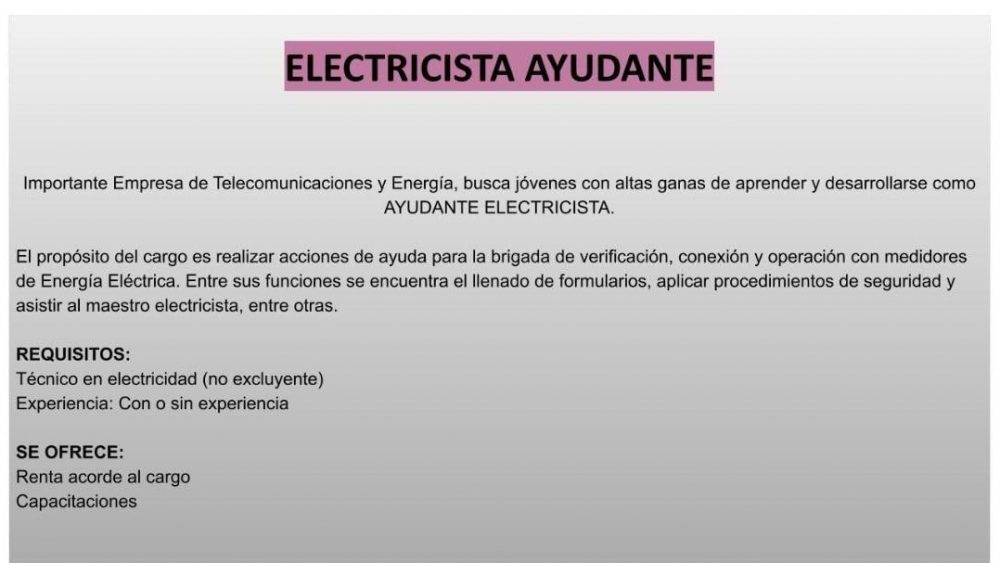 ELECTRICISTA AYUDANTE
Importante Empresa de Telecomunicaciones y Energía, busca jóvenes con altas ganas de aprender y desarrollarse como
AYUDANTE ELECTRICISTA.
El propósito del cargo es realizar acciones de ayuda para la brigada de verificación, conexión y operación con medidores
de Energía Eléctrica. Entre sus funciones se encuentra el llenado de formularios, aplicar procedimientos de seguridad y
asistir al maestro electricista, entre otras.
REQUISITOS:
Técnico en electricidad (no excluyente)
Experiencia: Con o sin experiencia
SE OFRECE:
Renta acorde al cargo
Capacitaciones